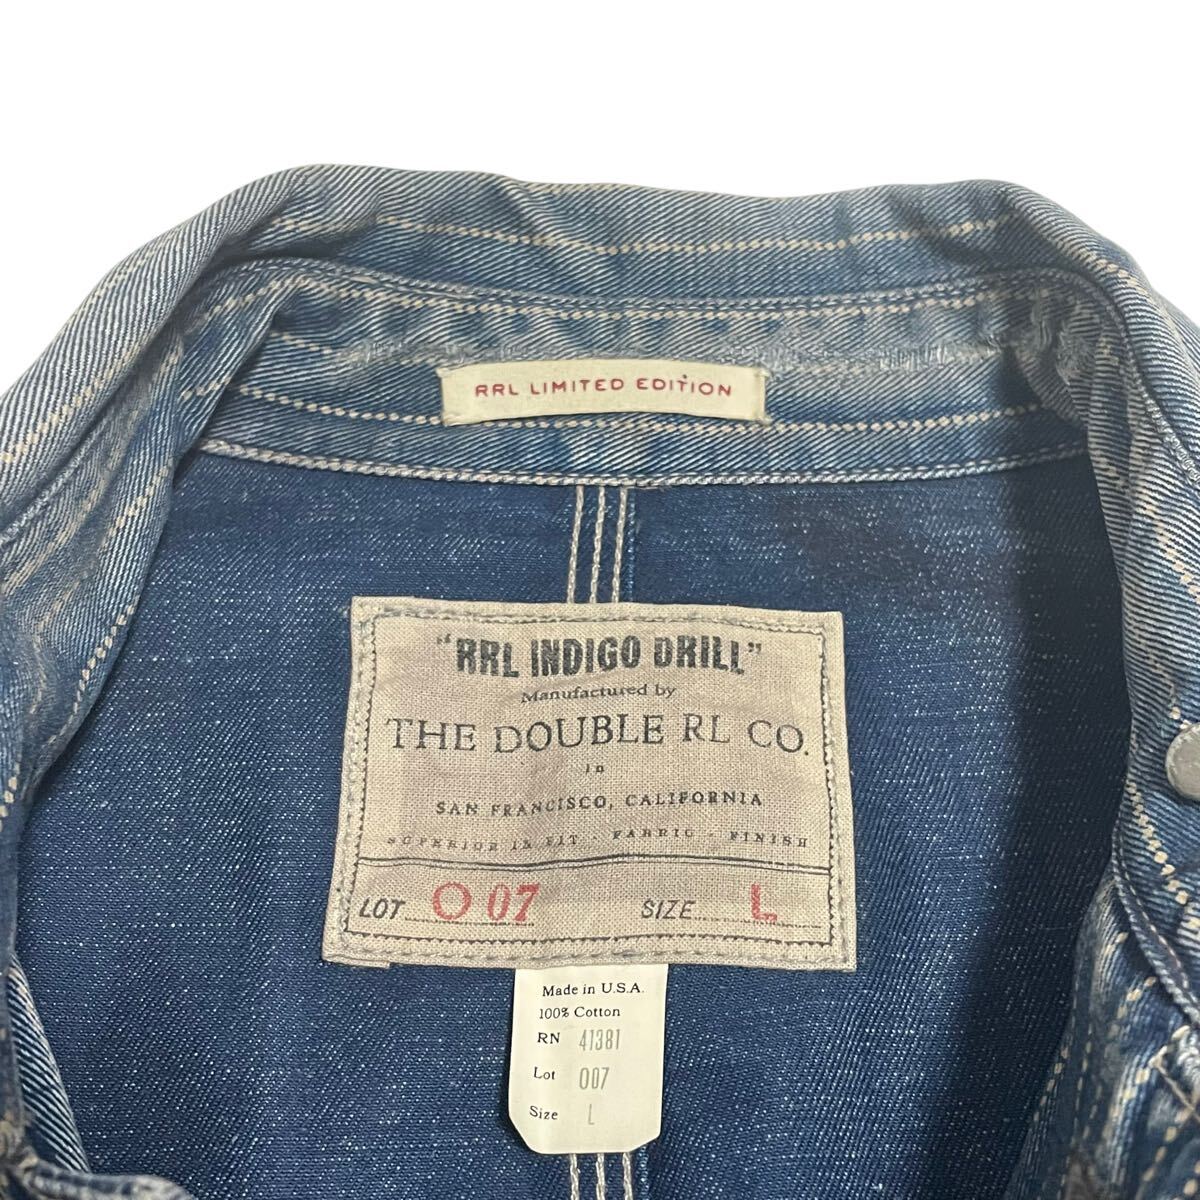 RRL LIMITED EDITION
"RRL INDIGO DRILL"
Manufactured by
THE DOUBLE RL CO.
in
SAN FRANCISCO, CALIFORNIA
SUPERIOR IN FIT · FABRIC · FINISH
LOT 007 SIZE L
Made in U.S.A.
100% Cotton
RN 41381
Lot 007
Size L